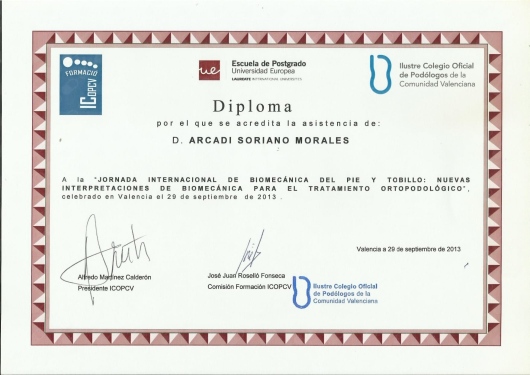 FORMACIÓ
ICOPCV
ue
Escuela de Postgrado
Universidad Europea
LAUREATE INTERNATIONAL UNIVERSITIES
Ilustre Colegio Oficial
de Podólogos de la
Comunidad Valenciana
Diploma
por el que se acredita la asistencia de:
D. ARCADI SORIANO MORALES
A la "JORNADA INTERNACIONAL DE BIOMECÁNICA DEL PIE Y TOBILLO: NUEVAS
INTERPRETACIONES DE BIOMECÁNICA PARA EL TRATAMIENTO ORTOPODOLÓGICO",
celebrado en Valencia el 29 de septiembre de 2013 .
Valencia a 29 de septiembre de 2013
Alfredo Martínez Calderón
Presidente ICOPCV
José Juan Roselló Fonseca
Comisión Formación ICOPCV
Ilustre Colegio Oficial
de Podólogos de la
Comunidad Valenciana